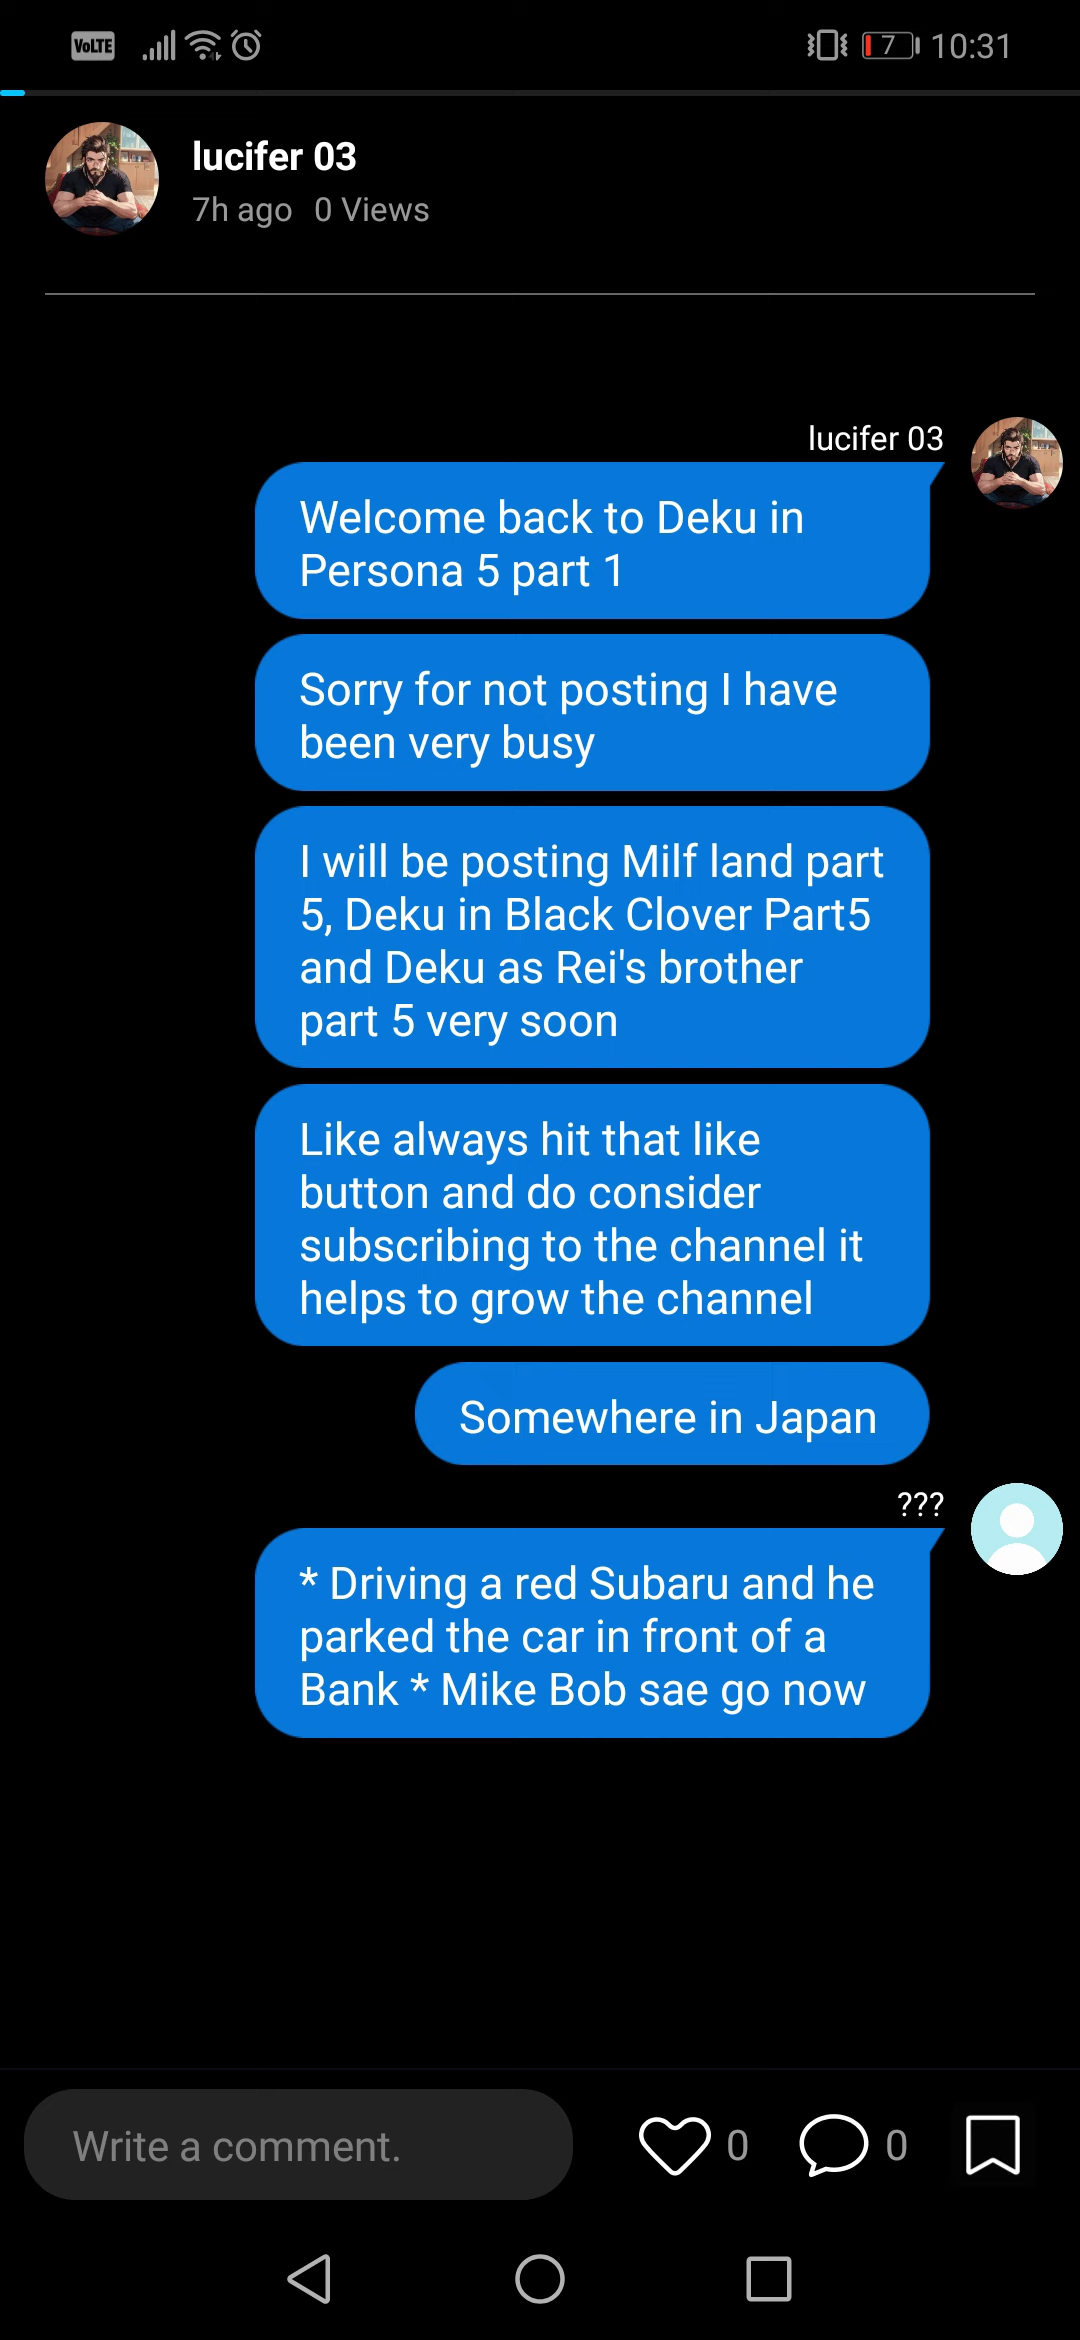 VoLTE 7 10:31
lucifer 03
7h ago 0 Views
lucifer 03
Welcome back to Deku in
Persona 5 part 1
Sorry for not posting I have
been very busy
I will be posting Milf land part
5, Deku in Black Clover Part5
and Deku as Rei's brother
part 5 very soon
Like always hit that like
button and do consider
subscribing to the channel it
helps to grow the channel
Somewhere in Japan
???
* Driving a red Subaru and he
parked the car in front of a
Bank * Mike Bob sae go now
Write a comment. 0 0